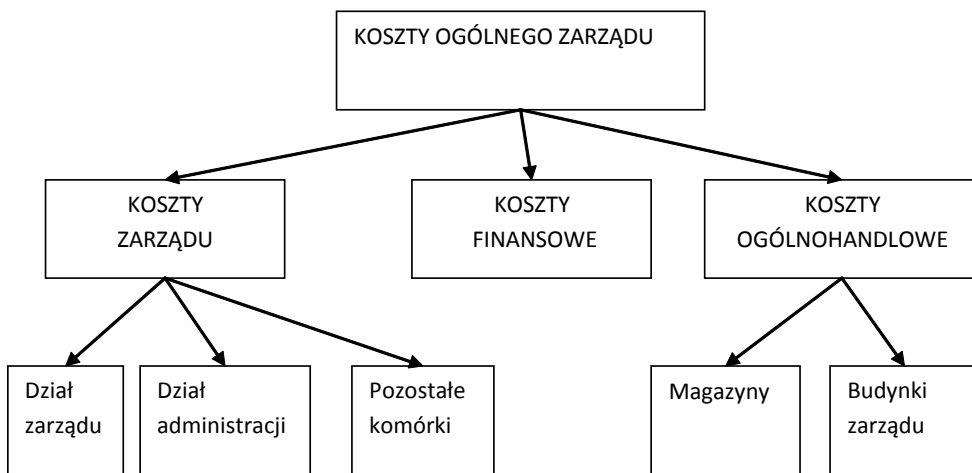 KOSZTY OGÓLNEGO ZARZĄDU
KOSZTY
ZARZĄDU
KOSZTY
FINANSOWE
KOSZTY
OGÓLNOHANDLOWE
Dział
zarządu
Dział
administracji
Pozostałe
komórki
Magazyny
Budynki
zarządu